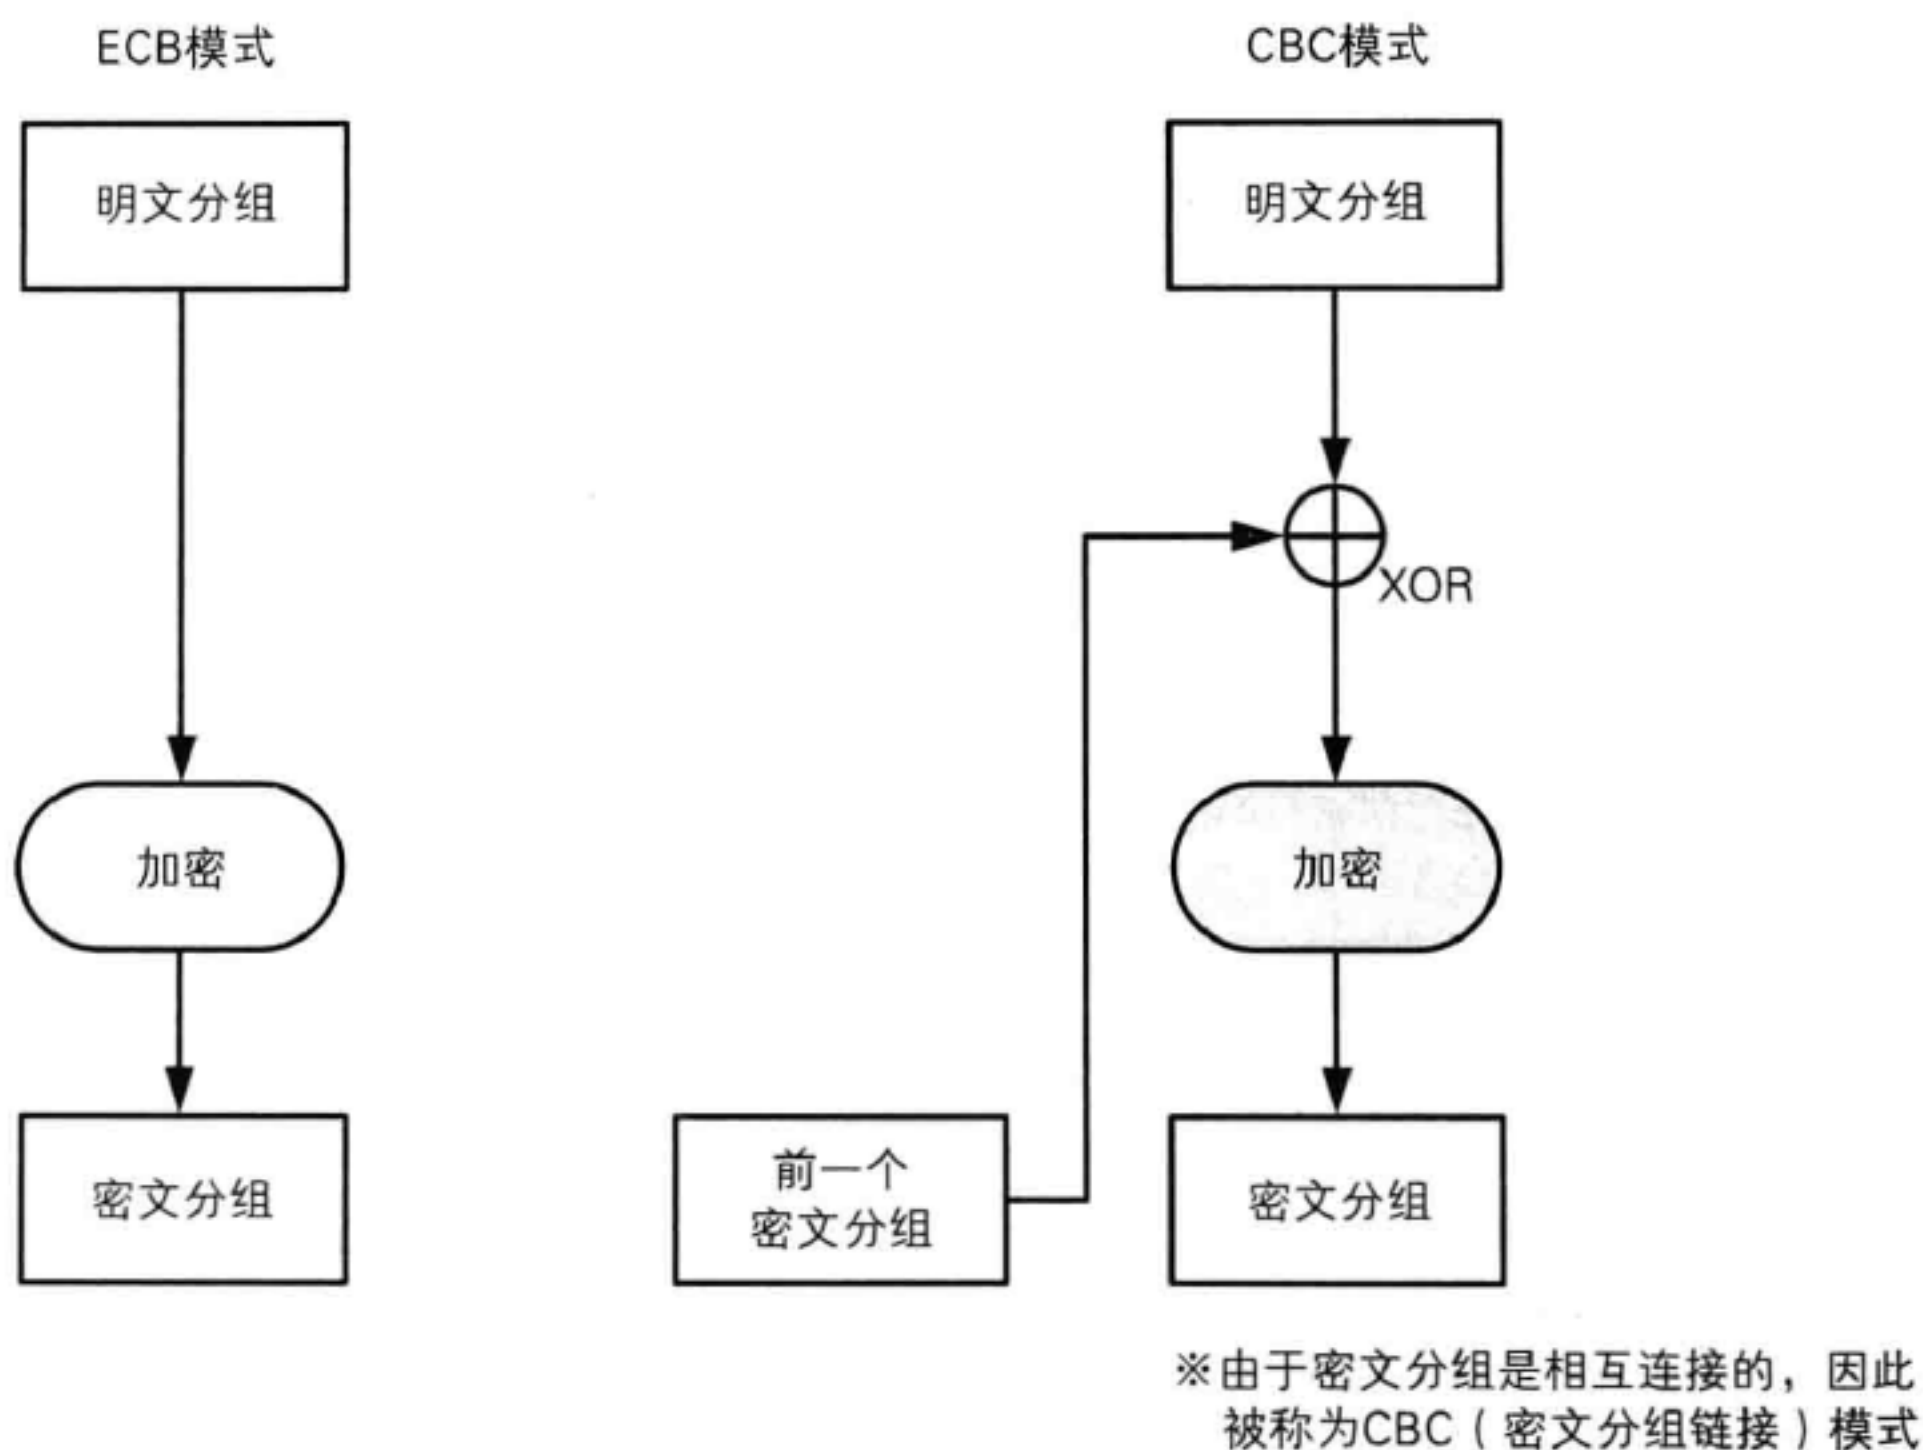 ECB模式
明文分组
加密
密文分组
CBC模式
明文分组
XOR
加密
前一个
密文分组
密文分组
※由于密文分组是相互连接的，因此
被称为CBC（密文分组链接）模式